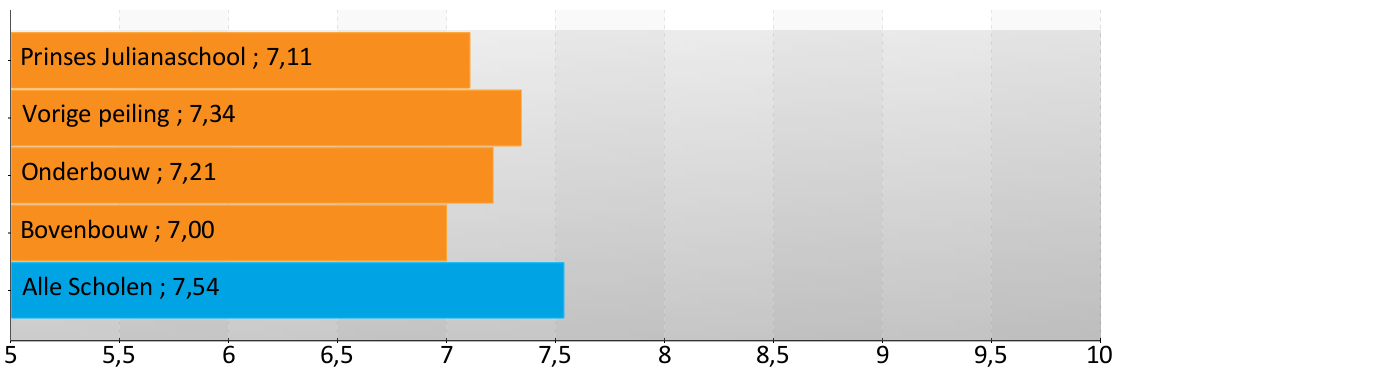 Prinses Julianaschool ; 7,11
Vorige peiling ; 7,34
Onderbouw ; 7,21
Bovenbouw ; 7,00
Alle Scholen ; 7,54
5 5,5 6 6,5 7 7,5 8 8,5 9 9,5 10